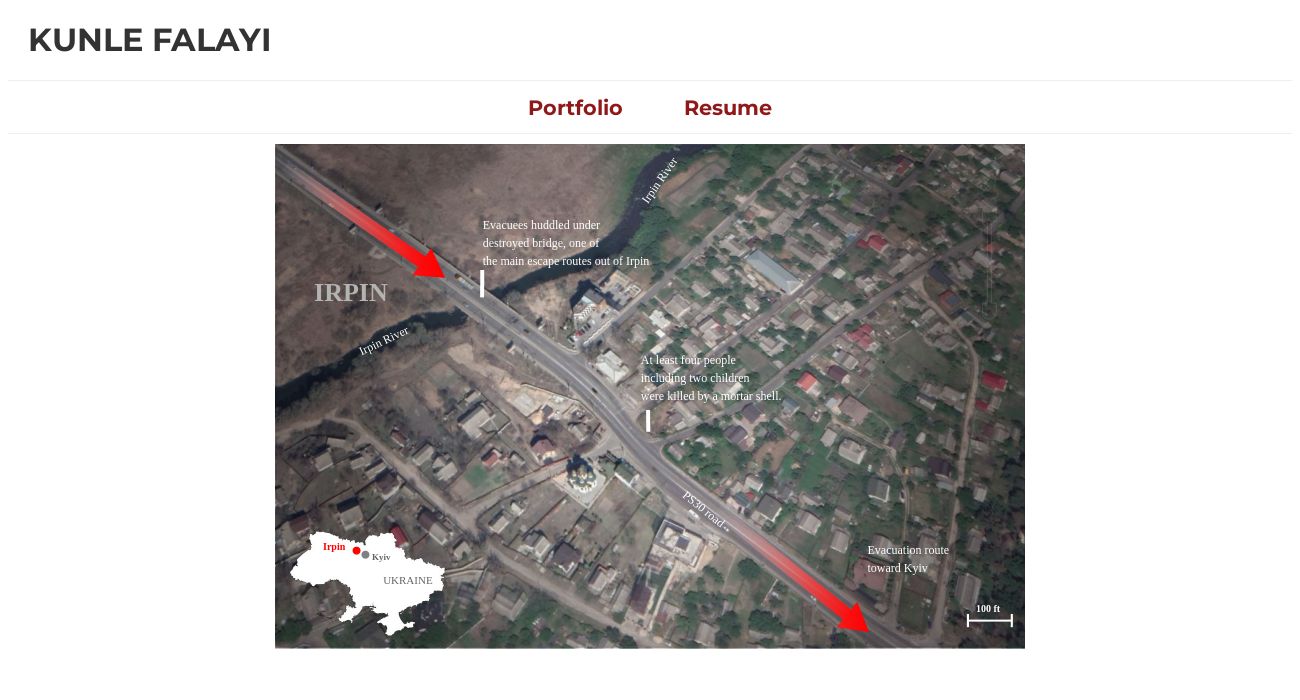 KUNLE FALAYI
Portfolio Resume
Irpin River
Evacuees huddled under
destroyed bridge, one of
the main escape routes out of Irpin
IRPIN
Irpin River
At least four people
including two children
were killed by a mortar shell.
PS30 road
Evacuation route
toward Kyiv
Irpin
Kyiv
UKRAINE
100 ft